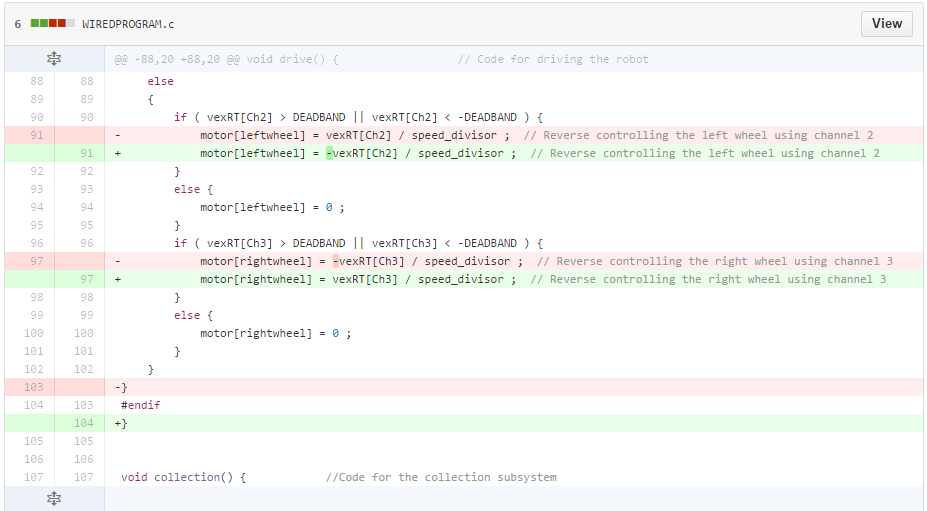 6 WIREDPROGRAM.c View
@@ -88,20 +88,20 @@ void drive() { // Code for driving the robot
88 88 else
89 89 {
90 90 if ( vexRT[Ch2] > DEADBAND || vexRT[Ch2] < -DEADBAND ) {
91 - motor[leftwheel] = vexRT[Ch2] / speed_divisor ; // Reverse controlling the left wheel using channel 2
91 + motor[leftwheel] = -vexRT[Ch2] / speed_divisor ; // Reverse controlling the left wheel using channel 2
92 92 }
93 93 else {
94 94 motor[leftwheel] = 0 ;
95 95 }
96 96 if ( vexRT[Ch3] > DEADBAND || vexRT[Ch3] < -DEADBAND ) {
97 - motor[rightwheel] = -vexRT[Ch3] / speed_divisor ; // Reverse controlling the right wheel using channel 3
97 + motor[rightwheel] = vexRT[Ch3] / speed_divisor ; // Reverse controlling the right wheel using channel 3
98 98 }
99 99 else {
100 100 motor[rightwheel] = 0 ;
101 101 }
102 102 }
103 -}
104 103 #endif
104 +}
105 105
106 106
107 107 void collection() { //Code for the collection subsystem